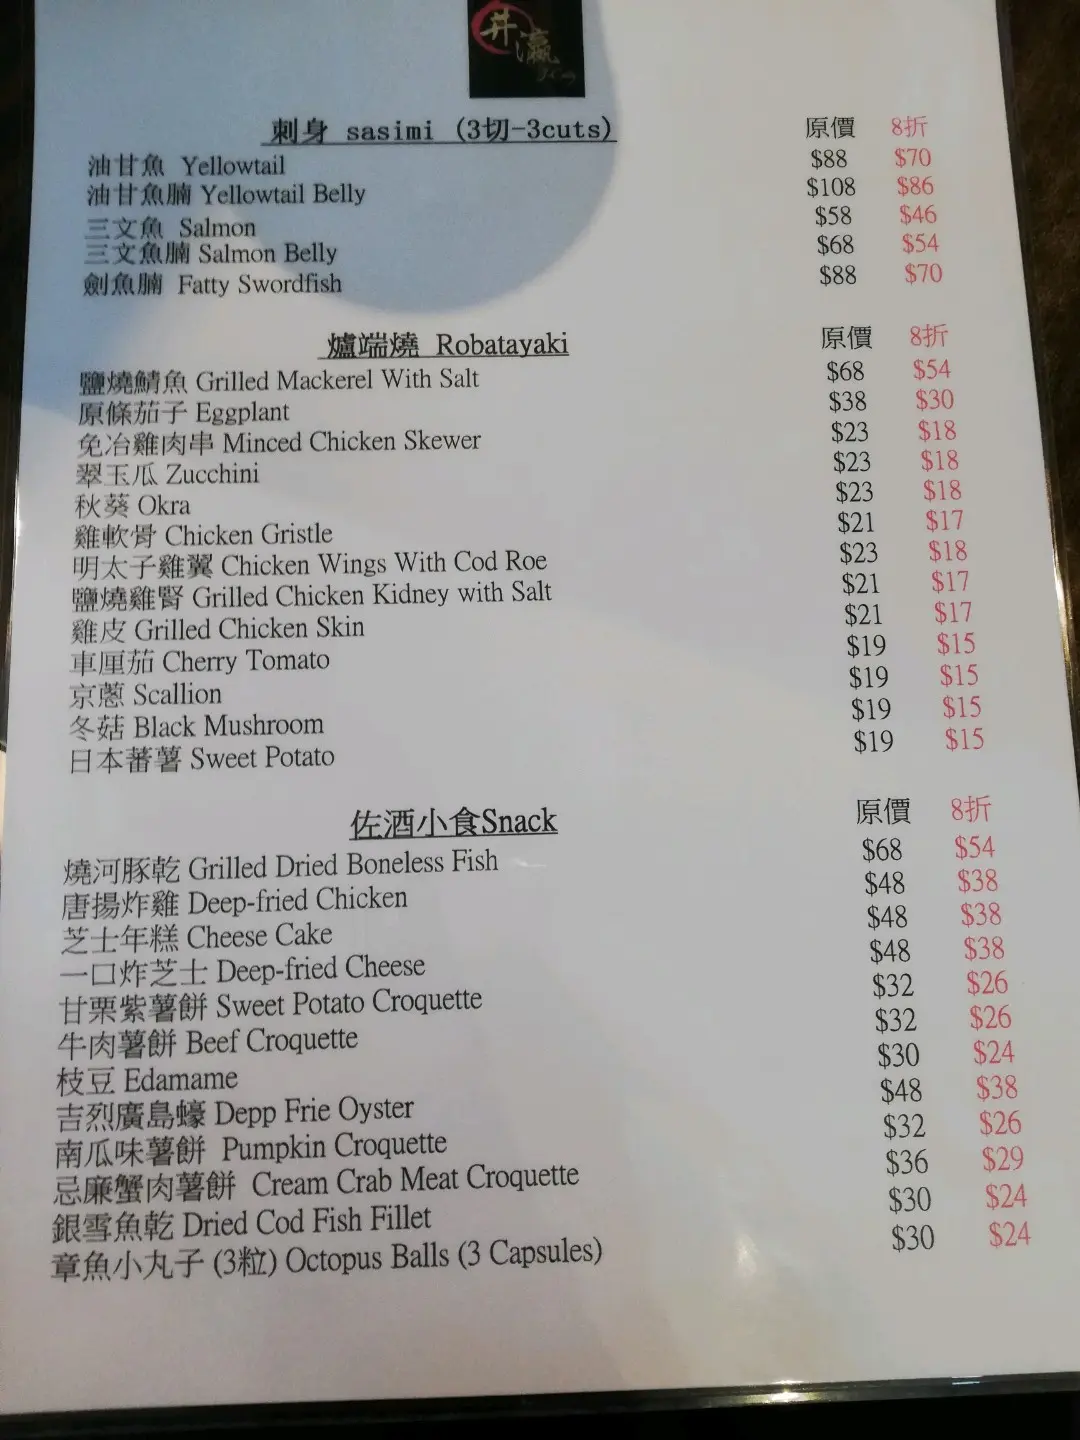 井瀛
刺身 sasimi (3切-3cuts) 原價 8折
油甘魚 Yellowtail $88 $70
油甘魚腩 Yellowtail Belly $108 $86
三文魚 Salmon $58 $46
三文魚腩 Salmon Belly $68 $54
劍魚腩 Fatty Swordfish $88 $70
爐端燒 Robatayaki 原價 8折
鹽燒鯖魚 Grilled Mackerel With Salt $68 $54
原條茄子 Eggplant $38 $30
免冶雞肉串 Minced Chicken Skewer $23 $18
翠玉瓜 Zucchini $23 $18
秋葵 Okra $23 $18
雞軟骨 Chicken Gristle $21 $17
明太子雞翼 Chicken Wings With Cod Roe $23 $18
鹽燒雞腎 Grilled Chicken Kidney with Salt $21 $17
雞皮 Grilled Chicken Skin $21 $17
車厘茄 Cherry Tomato $19 $15
京蔥 Scallion $19 $15
冬菇 Black Mushroom $19 $15
日本蕃薯 Sweet Potato $19 $15
佐酒小食Snack 原價 8折
燒河豚乾 Grilled Dried Boneless Fish $68 $54
唐揚炸雞 Deep-fried Chicken $48 $38
芝士年糕 Cheese Cake $48 $38
一口炸芝士 Deep-fried Cheese $48 $38
甘栗紫薯餅 Sweet Potato Croquette $32 $26
牛肉薯餅 Beef Croquette $32 $26
枝豆 Edamame $30 $24
吉烈廣島蠔 Depp Frie Oyster $48 $38
南瓜味薯餅 Pumpkin Croquette $32 $26
忌廉蟹肉薯餅 Cream Crab Meat Croquette $36 $29
銀雪魚乾 Dried Cod Fish Fillet $30 $24
章魚小丸子 (3粒) Octopus Balls (3 Capsules) $30 $24